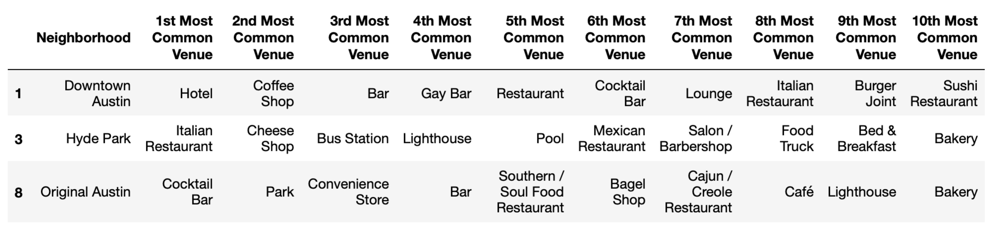 Neighborhood 1st Most Common Venue 2nd Most Common Venue 3rd Most Common Venue 4th Most Common Venue 5th Most Common Venue 6th Most Common Venue 7th Most Common Venue 8th Most Common Venue 9th Most Common Venue 10th Most Common Venue
1 Downtown Austin Hotel Coffee Shop Bar Gay Bar Restaurant Cocktail Bar Lounge Italian Restaurant Burger Joint Sushi Restaurant
3 Hyde Park Italian Restaurant Cheese Shop Bus Station Lighthouse Pool Mexican Restaurant Salon / Barbershop Food Truck Bed & Breakfast Bakery
8 Original Austin Cocktail Bar Park Convenience Store Bar Southern / Soul Food Restaurant Bagel Shop Cajun / Creole Restaurant Café Lighthouse Bakery